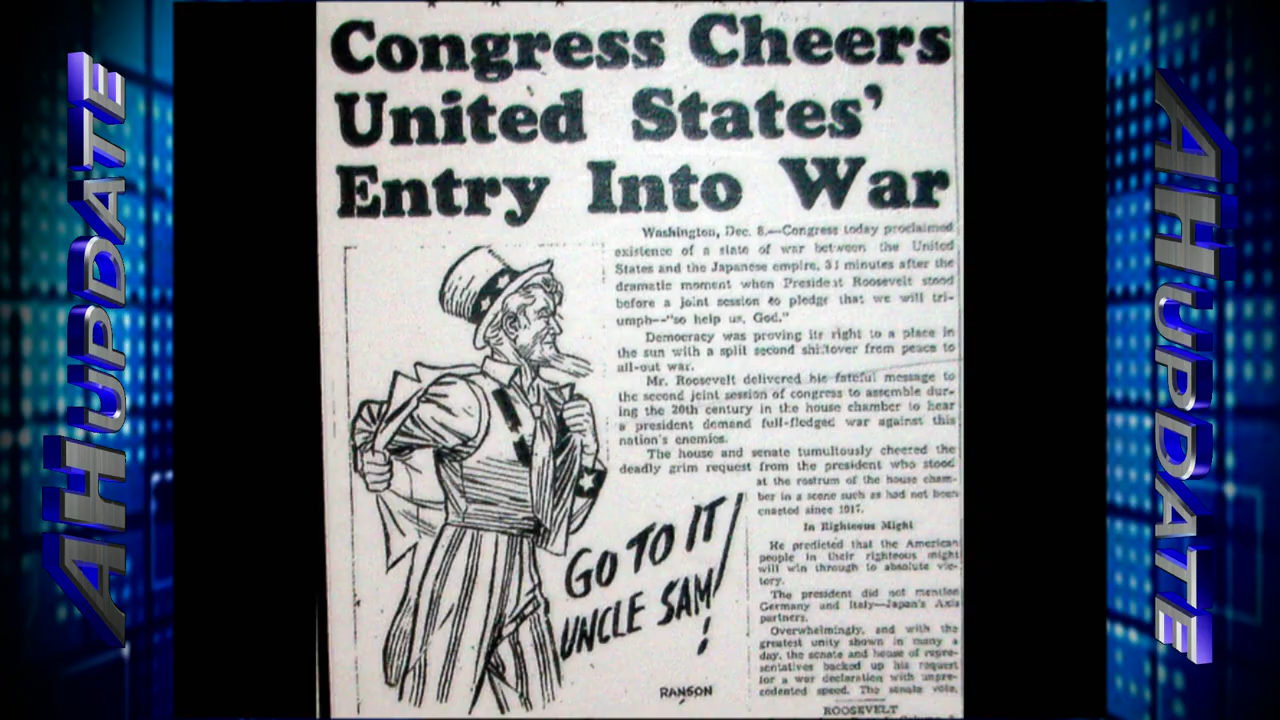 Congress Cheers
United States'
Entry Into War
Washington, Dec. 8.—Congress today proclaimed
existence of a state of war between the United
States and the Japanese empire, 31 minutes after the
dramatic moment when President Roosevelt stood
before a joint session to pledge that we will tri-
umph—"so help us, God."
Democracy was proving its right to a place in
the sun with a split second shiftover from peace to
all-out war.
Mr. Roosevelt delivered his fateful message to
the second joint session of congress to assemble dur-
ing the 20th century in the house chamber to hear
a president demand full-fledged war against this
nation's enemies.
The house and senate tumultously cheered the
deadly grim request from the president who stood
at the rostrum of the house cham-
ber in a scene such as had not been
enacted since 1917.
In Righteous Might
He predicted that the American
people in their righteous might
will win through to absolute vic-
tory.
The president did not mention
Germany and Italy—Japan's Axis
partners.
Overwhelmingly, and with the
greatest unity shown in many a
day, the senate and house of repre-
sentatives backed up his request
for a war declaration with unpre-
cedented speed. The senate vote,
ROOSEVELT
GO TO IT
UNCLE SAM!
RANSON
AH UPDATE
AH UPDATE